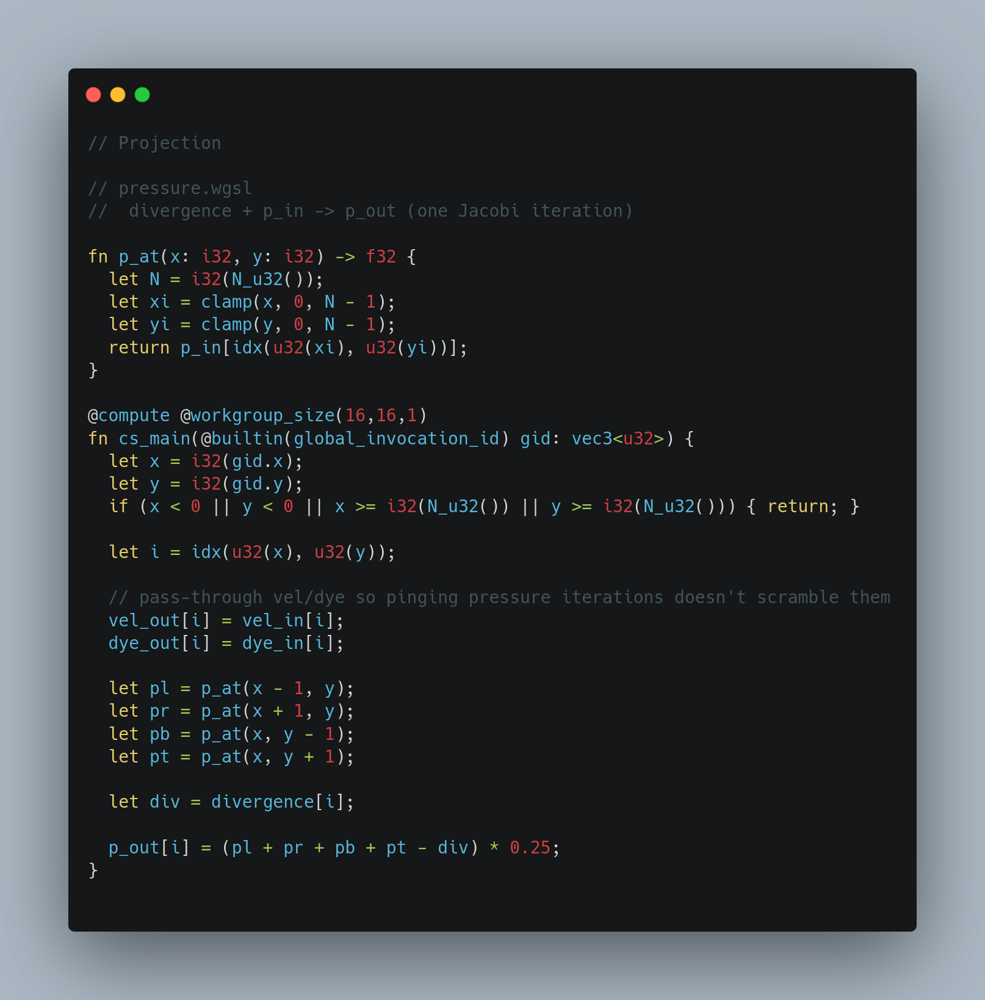 // Projection
// pressure.wgsl
//  divergence + p_in -> p_out (one Jacobi iteration)
fn p_at(x: i32, y: i32) -> f32 {
  let N = i32(N_u32());
  let xi = clamp(x, 0, N - 1);
  let yi = clamp(y, 0, N - 1);
  return p_in[idx(u32(xi), u32(yi))];
}
@compute @workgroup_size(16,16,1)
fn cs_main(@builtin(global_invocation_id) gid: vec3<u32>) {
  let x = i32(gid.x);
  let y = i32(gid.y);
  if (x < 0 || y < 0 || x >= i32(N_u32()) || y >= i32(N_u32())) { return; }
  let i = idx(u32(x), u32(y));
  // pass-through vel/dye so pinging pressure iterations doesn't scramble them
  vel_out[i] = vel_in[i];
  dye_out[i] = dye_in[i];
  let pl = p_at(x - 1, y);
  let pr = p_at(x + 1, y);
  let pb = p_at(x, y - 1);
  let pt = p_at(x, y + 1);
  let div = divergence[i];
  p_out[i] = (pl + pr + pb + pt - div) * 0.25;
}